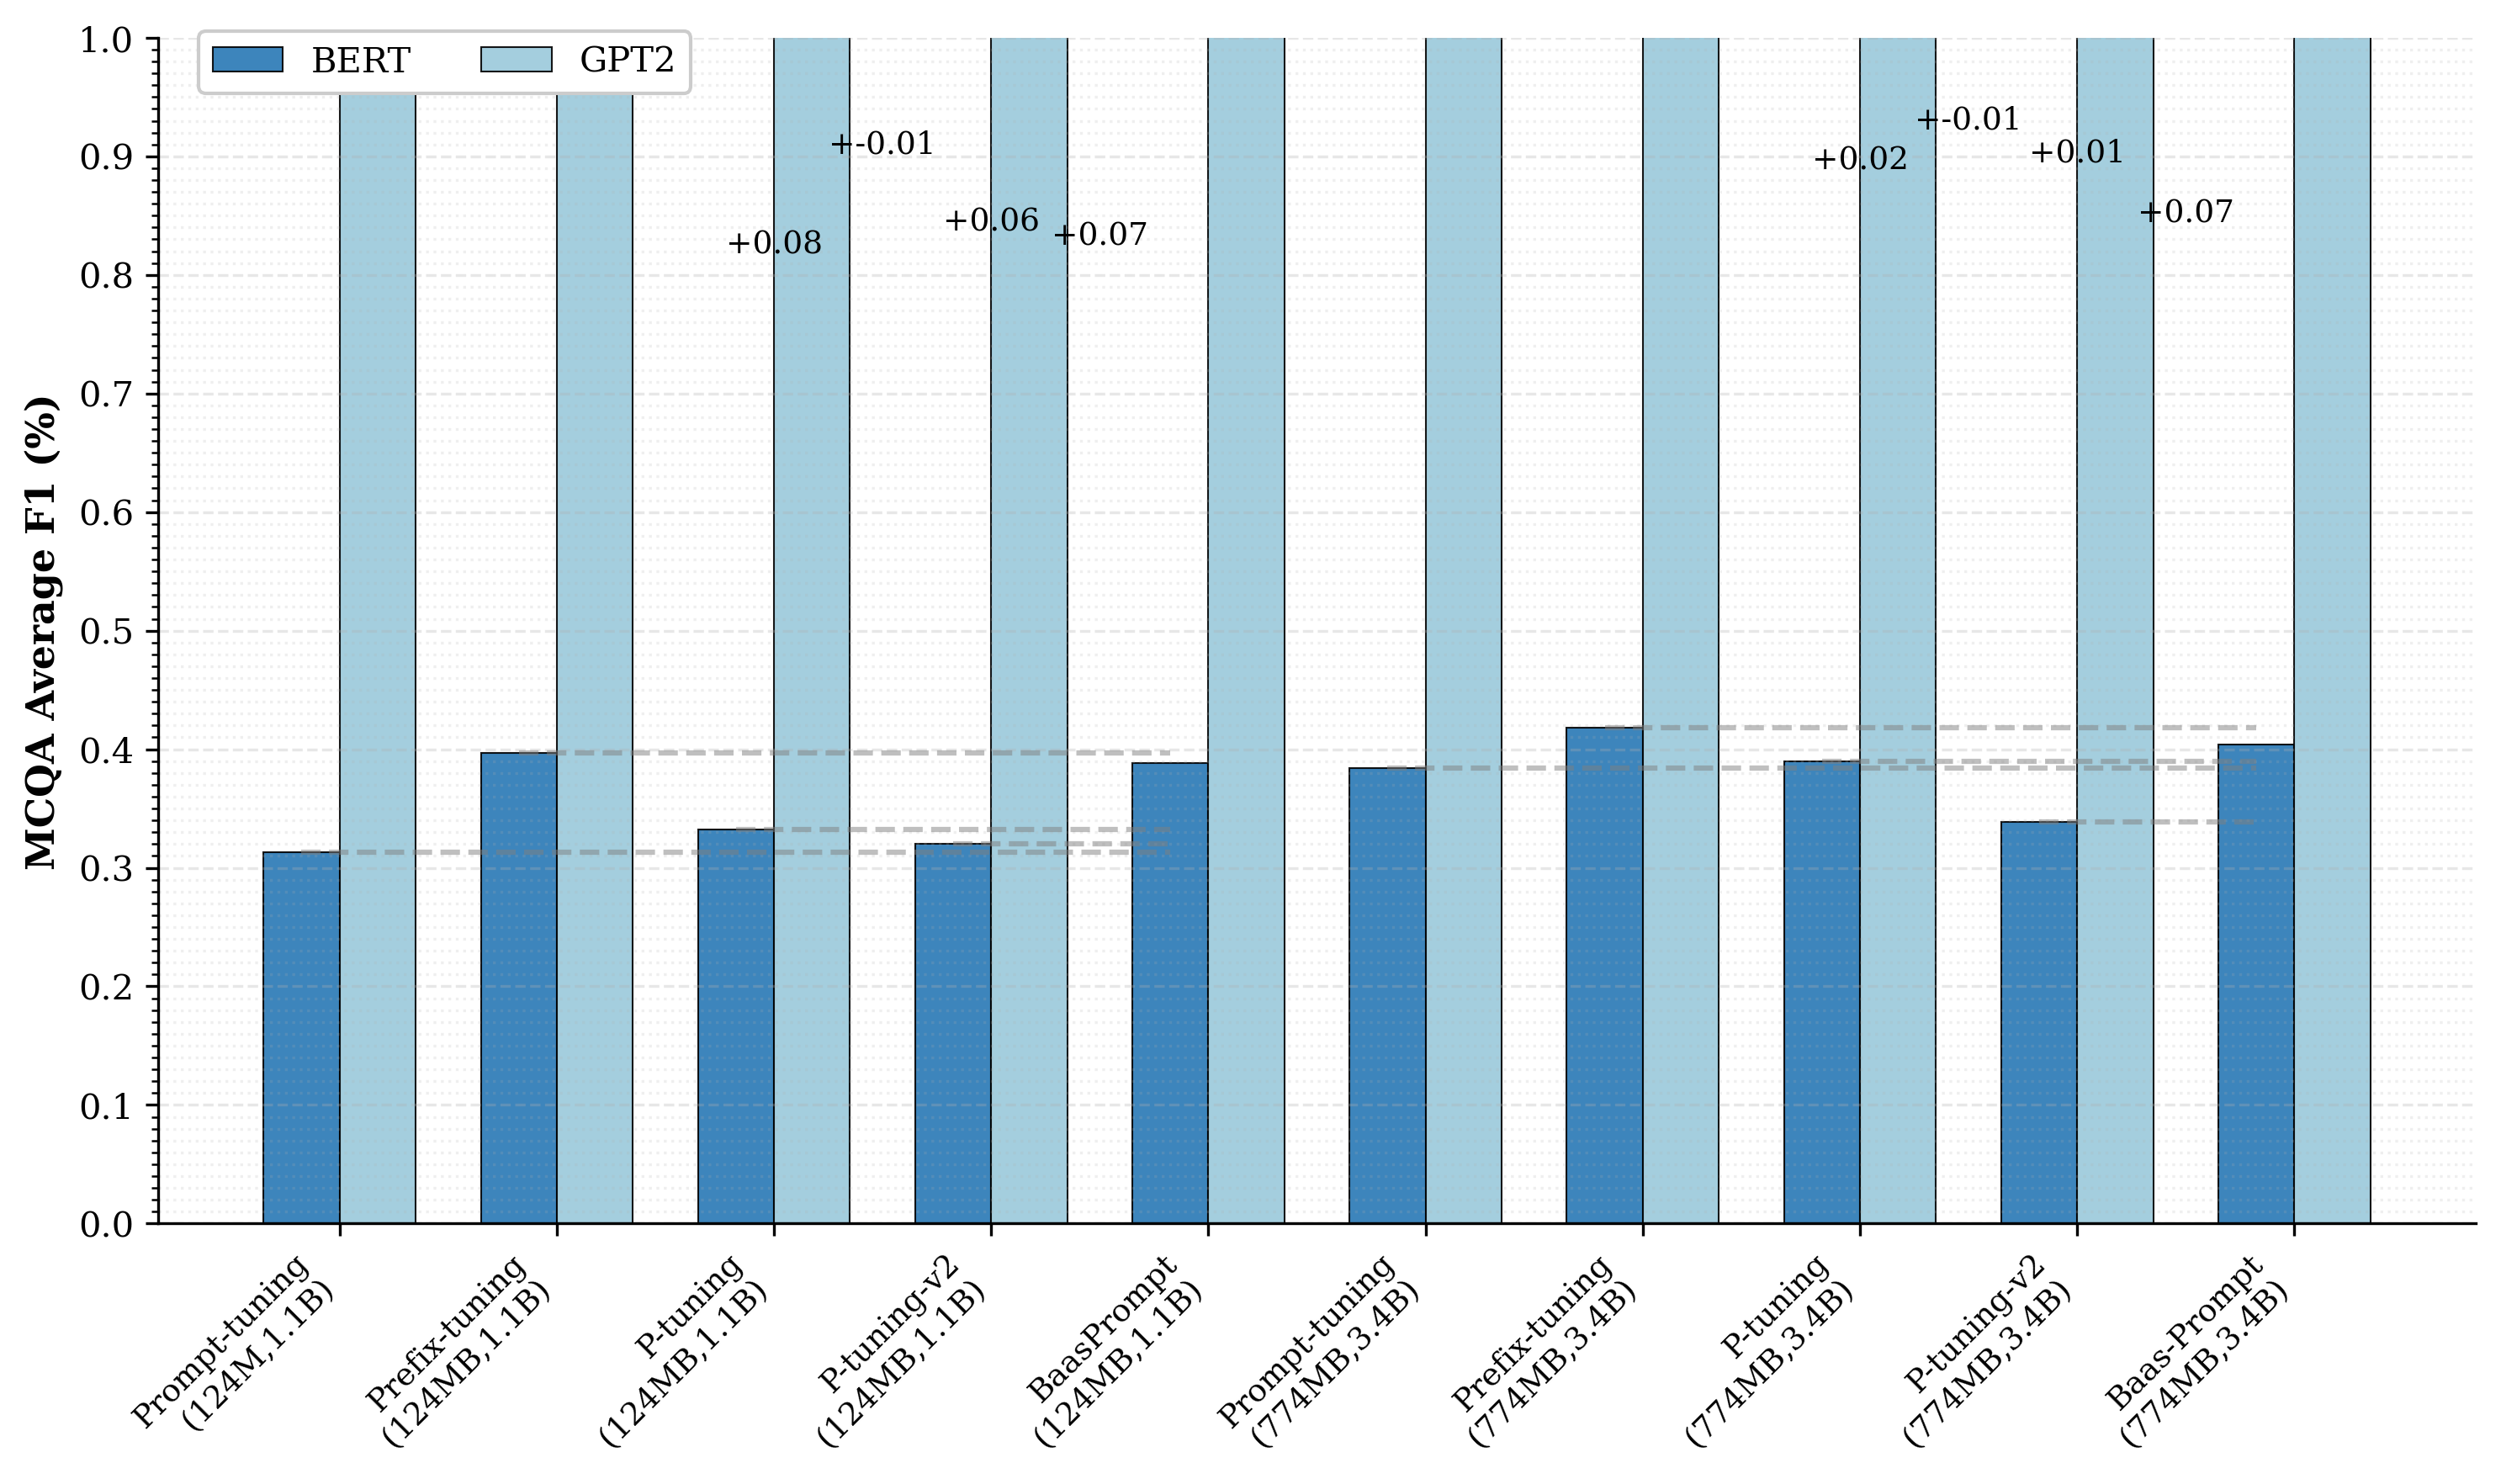 BERT
GPT2
MCQA Average F1 (%)
1.0
0.9
0.8
0.7
0.6
0.5
0.4
0.3
0.2
0.1
0.0
+0.08
+-0.01
+0.06
+0.07
+0.02
+-0.01
+0.01
+0.07
Prompt-tuning
(124M,1.1B)
Prefix-tuning
(124MB,1.1B)
P-tuning
(124MB,1.1B)
P-tuning-v2
(124MB,1.1B)
BaasPrompt
(124MB,1.1B)
Prompt-tuning
(774MB,3.4B)
Prefix-tuning
(774MB,3.4B)
P-tuning
(774MB,3.4B)
P-tuning-v2
(774MB,3.4B)
Baas-Prompt
(774MB,3.4B)